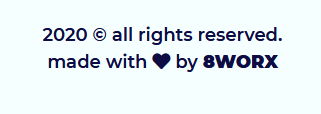 2020 © all rights reserved.
made with ♥ by 8WORX